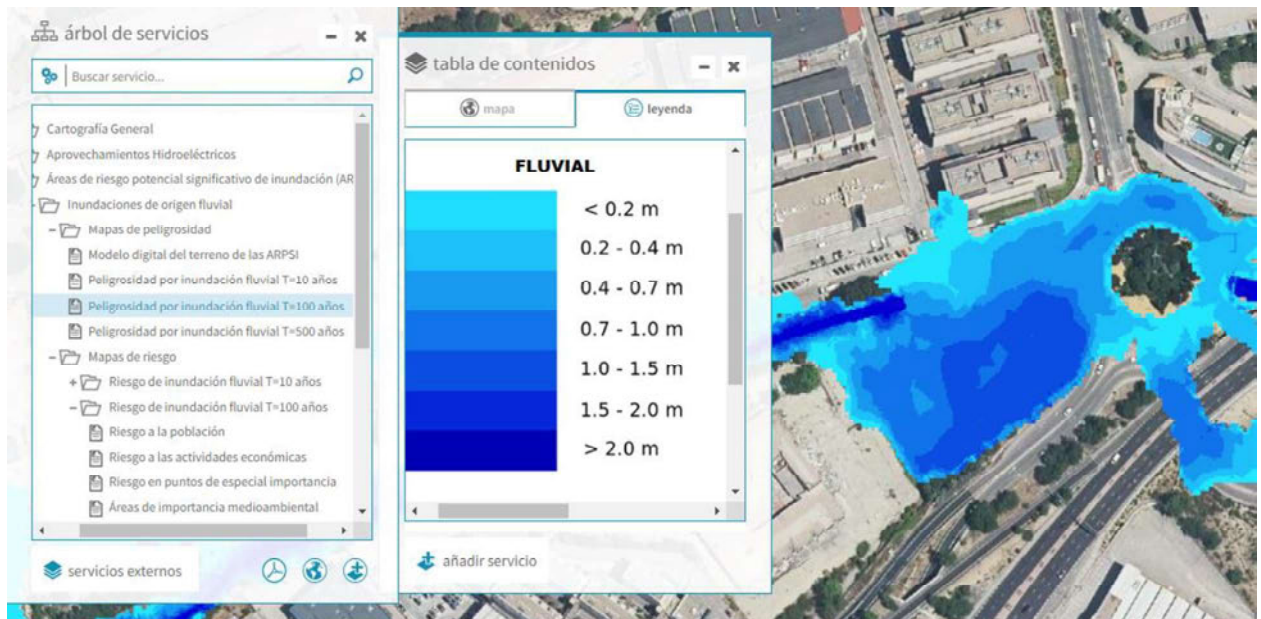 árbol de servicios
Buscar servicio...
Cartografía General
Aprovechamientos Hidroeléctricos
Áreas de riesgo potencial significativo de inundación (AR
Inundaciones de origen fluvial
Mapas de peligrosidad
Modelo digital del terreno de las ARPSI
Peligrosidad por inundación fluvial T=10 años
Peligrosidad por inundación fluvial T=100 años
Peligrosidad por inundación fluvial T=500 años
Mapas de riesgo
Riesgo de inundación fluvial T=10 años
Riesgo de inundación fluvial T=100 años
Riesgo a la población
Riesgo a las actividades económicas
Riesgo en puntos de especial importancia
Áreas de importancia medioambiental
servicios externos
tabla de contenidos
mapa
leyenda
FLUVIAL
< 0.2 m
0.2 - 0.4 m
0.4 - 0.7 m
0.7 - 1.0 m
1.0 - 1.5 m
1.5 - 2.0 m
> 2.0 m
añadir servicio